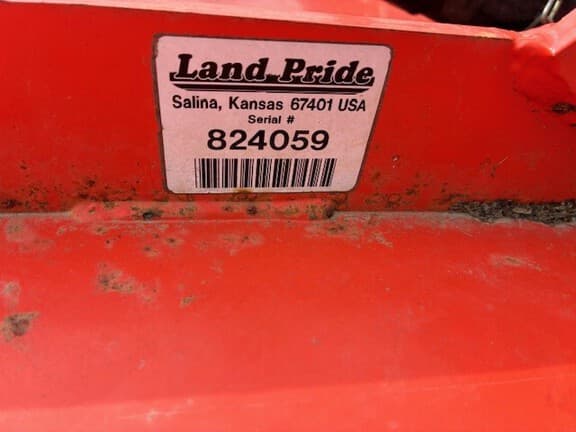 Land Pride
Salina, Kansas 67401 USA
Serial #
824059